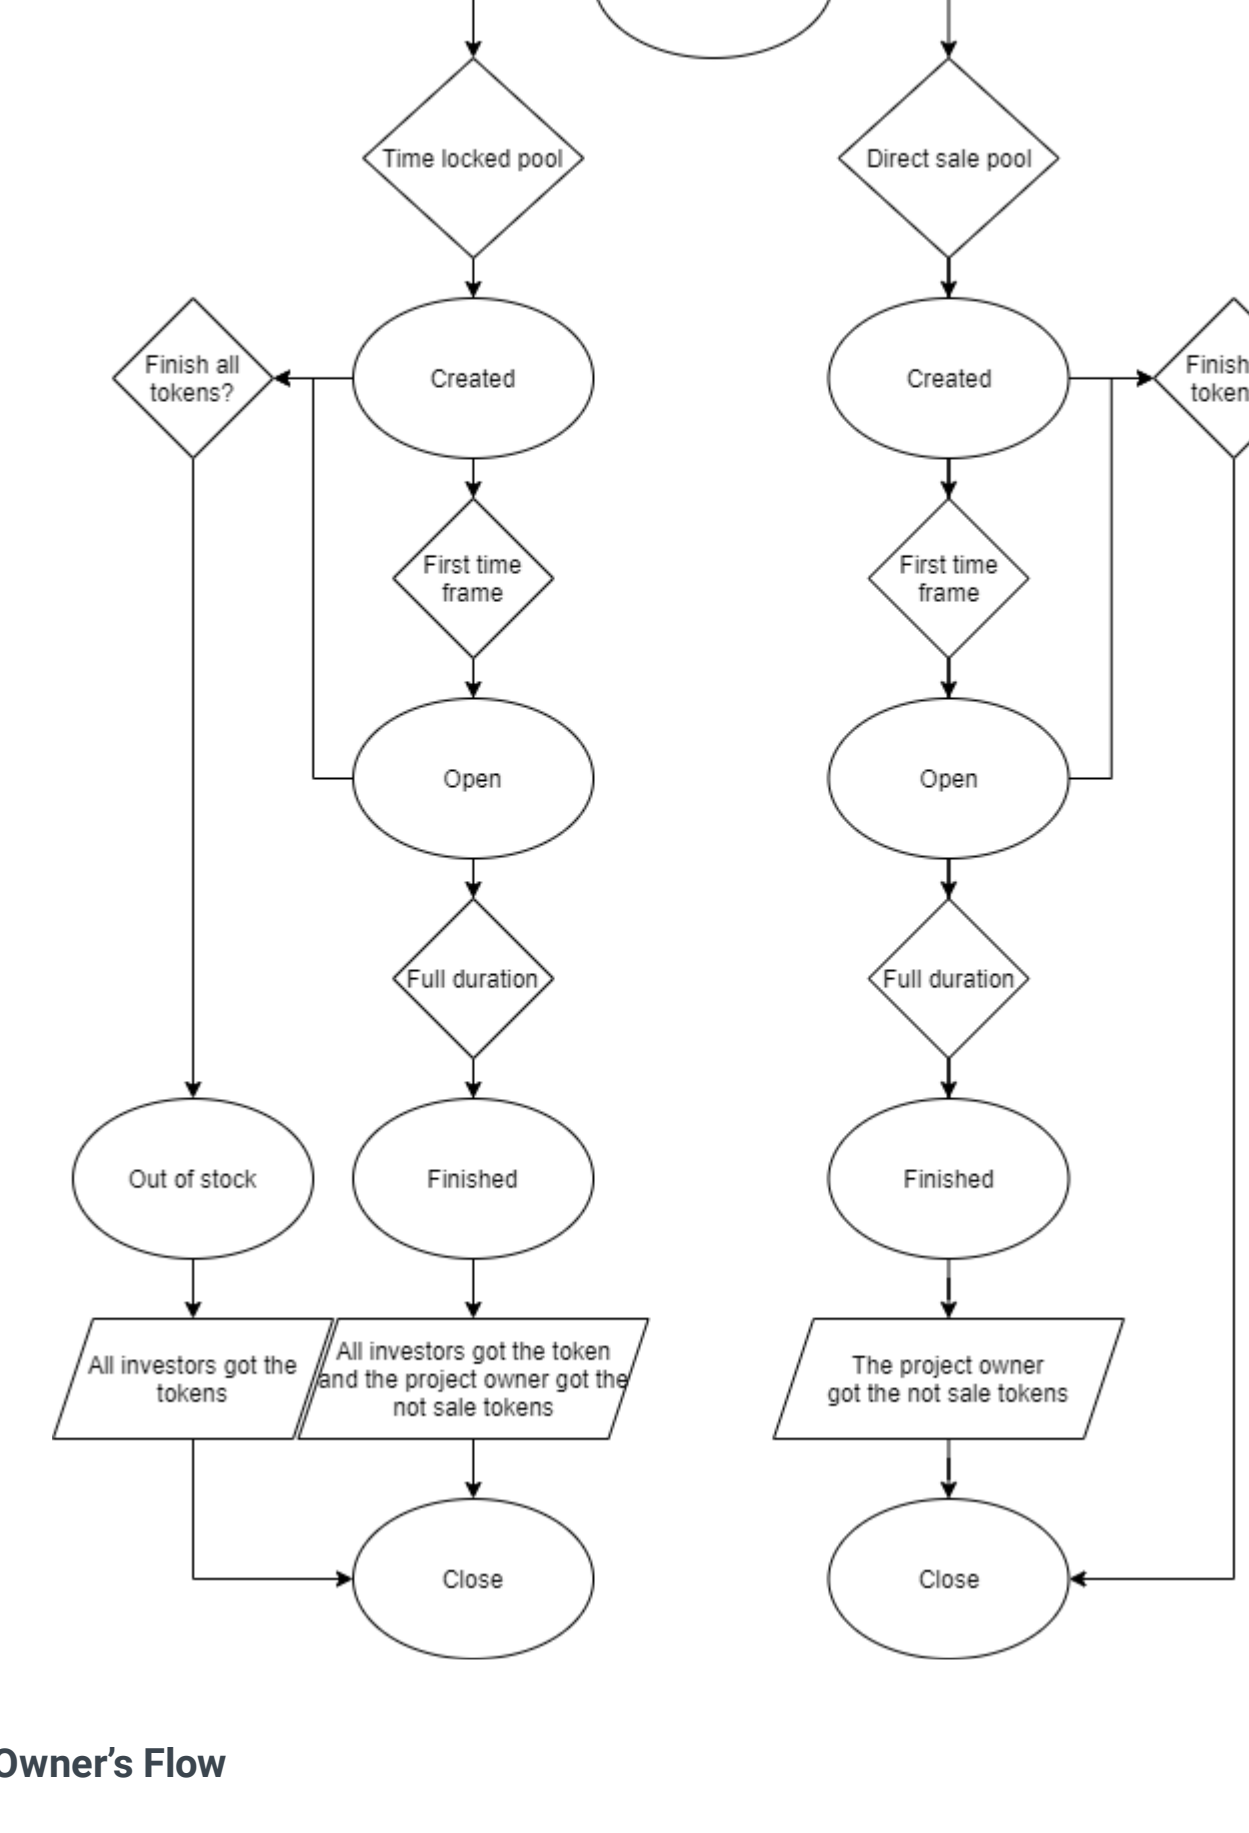 Time locked pool
Direct sale pool
Finish all
tokens?
Created
Created
Finish
token
First time
frame
First time
frame
Open
Open
Full duration
Full duration
Out of stock
Finished
Finished
All investors got the
tokens
All investors got the token
and the project owner got the
not sale tokens
The project owner
got the not sale tokens
Close
Close
Owner’s Flow